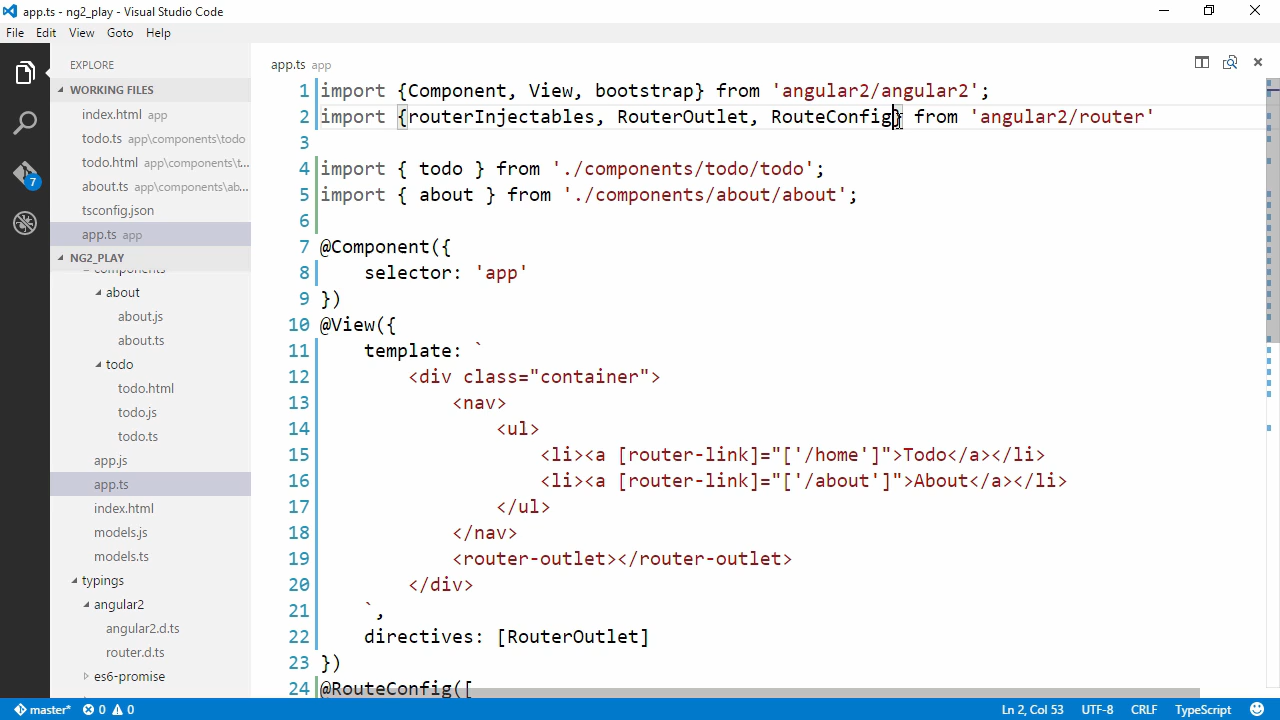 app.ts - ng2_play - Visual Studio Code
File Edit View Goto Help
EXPLORE
WORKING FILES
index.html app
todo.ts app\components\todo
todo.html app\components\t...
about.ts app\components\ab...
tsconfig.json
app.ts app
NG2_PLAY
components
about
about.js
about.ts
todo
todo.html
todo.js
todo.ts
app.js
app.ts
index.html
models.js
models.ts
typings
angular2
angular2.d.ts
router.d.ts
es6-promise
7
app.ts app
1 import {Component, View, bootstrap} from 'angular2/angular2';
2 import {routerInjectables, RouterOutlet, RouteConfig} from 'angular2/router'
3
4 import { todo } from './components/todo/todo';
5 import { about } from './components/about/about';
6
7 @Component({
8 selector: 'app'
9 })
10 @View({
11 template: `
12 <div class="container">
13 <nav>
14 <ul>
15 <li><a [router-link]="['/home']">Todo</a></li>
16 <li><a [router-link]="['/about']">About</a></li>
17 </ul>
18 </nav>
19 <router-outlet></router-outlet>
20 </div>
21 `,
22 directives: [RouterOutlet]
23 })
24 @RouteConfig([
master* 0 0 Ln 2, Col 53 UTF-8 CRLF TypeScript